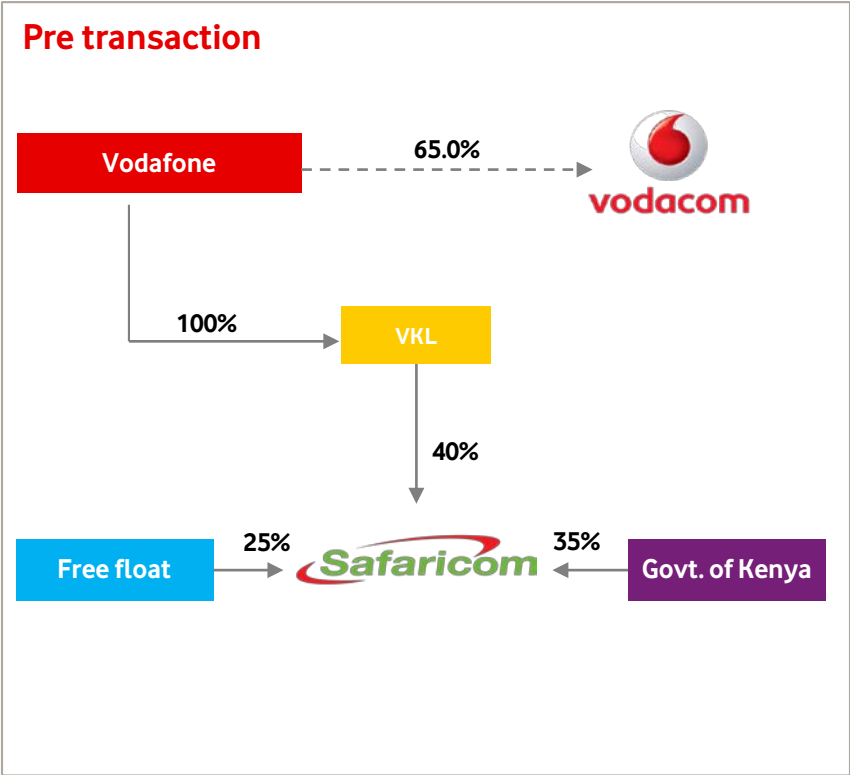 Pre transaction
Vodafone
65.0%
vodacom
100%
VKL
40%
Free float
25%
Safaricom
35%
Govt. of Kenya